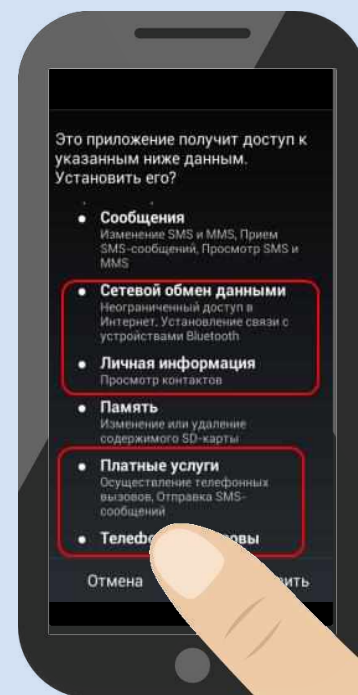 Это приложение получит доступ к
указанным ниже данным.
Установить его?
• Сообщения
Изменение SMS и MMS, Прием
SMS-сообщений, Просмотр SMS и
MMS
• Сетевой обмен данными
Неограниченный доступ в
Интернет, Установление связи с
устройствами Bluetooth
• Личная информация
Просмотр контактов
• Память
Изменение или удаление
содержимого SD-карты
• Платные услуги
Осуществление телефонных
вызовов, Отправка SMS-
сообщений
•
Отмена